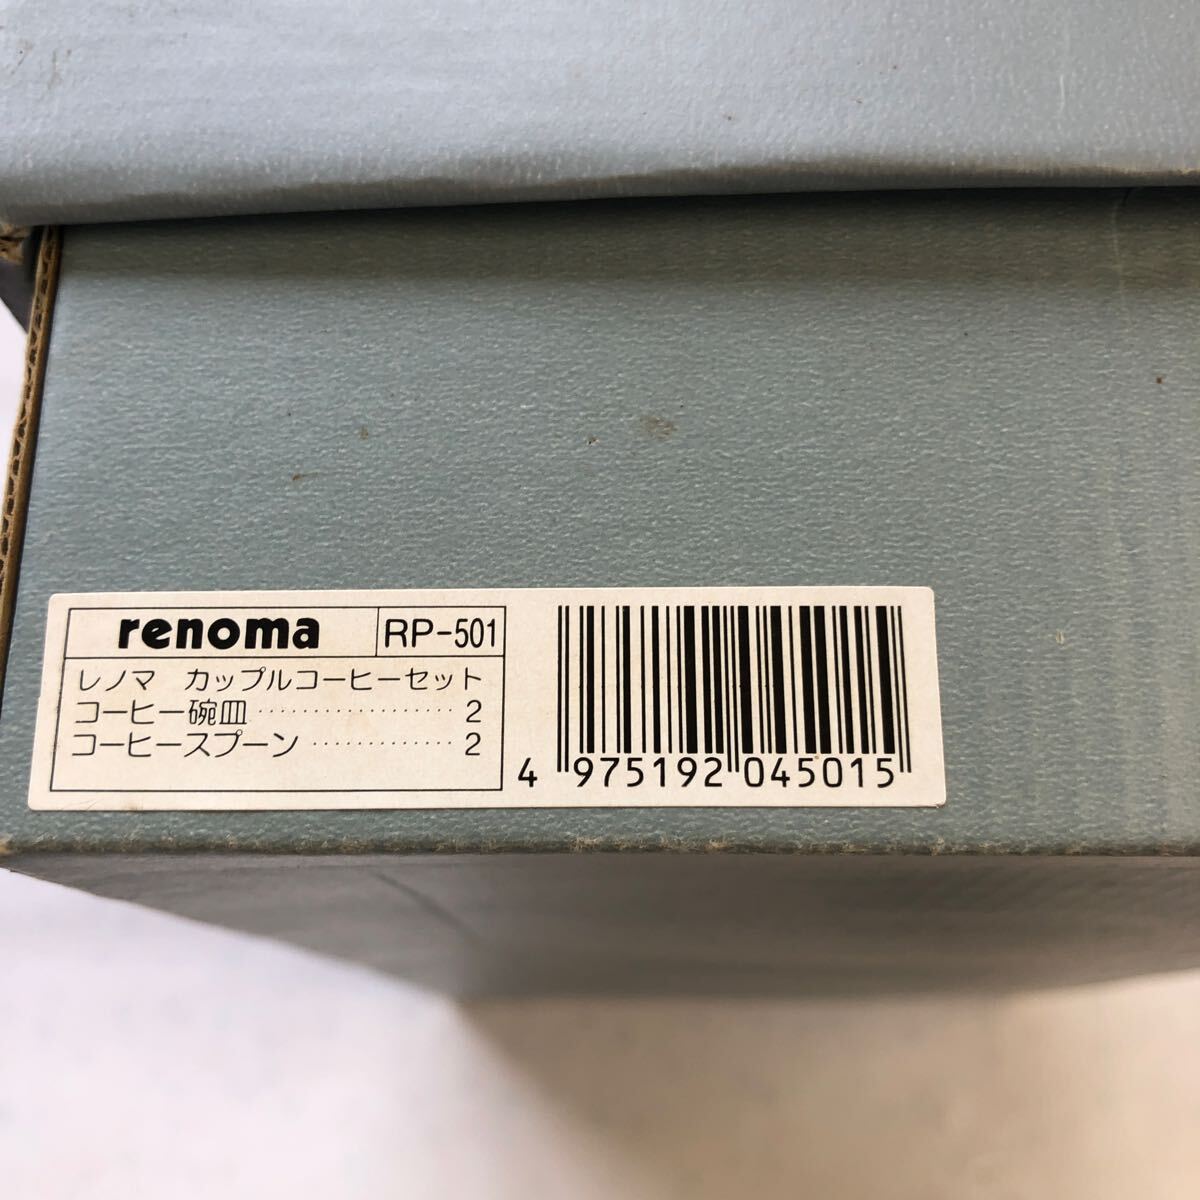 renoma RP-501
レノマ　カップルコーヒーセット
コーヒー碗皿 ……………… 2
コーヒースプーン …………… 2
4 975192 045015